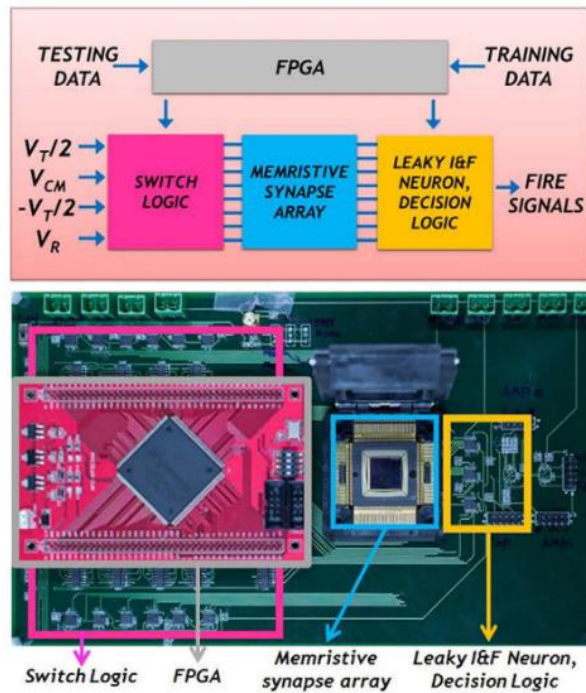 TESTING
DATA
FPGA
TRAINING
DATA
V_T/2
V_CM
-V_T/2
V_R
SWITCH
LOGIC
MEMRISTIVE
SYNAPSE
ARRAY
LEAKY I&F
NEURON,
DECISION
LOGIC
FIRE
SIGNALS
Switch Logic
FPGA
Memristive
synapse array
Leaky I&F Neuron,
Decision Logic